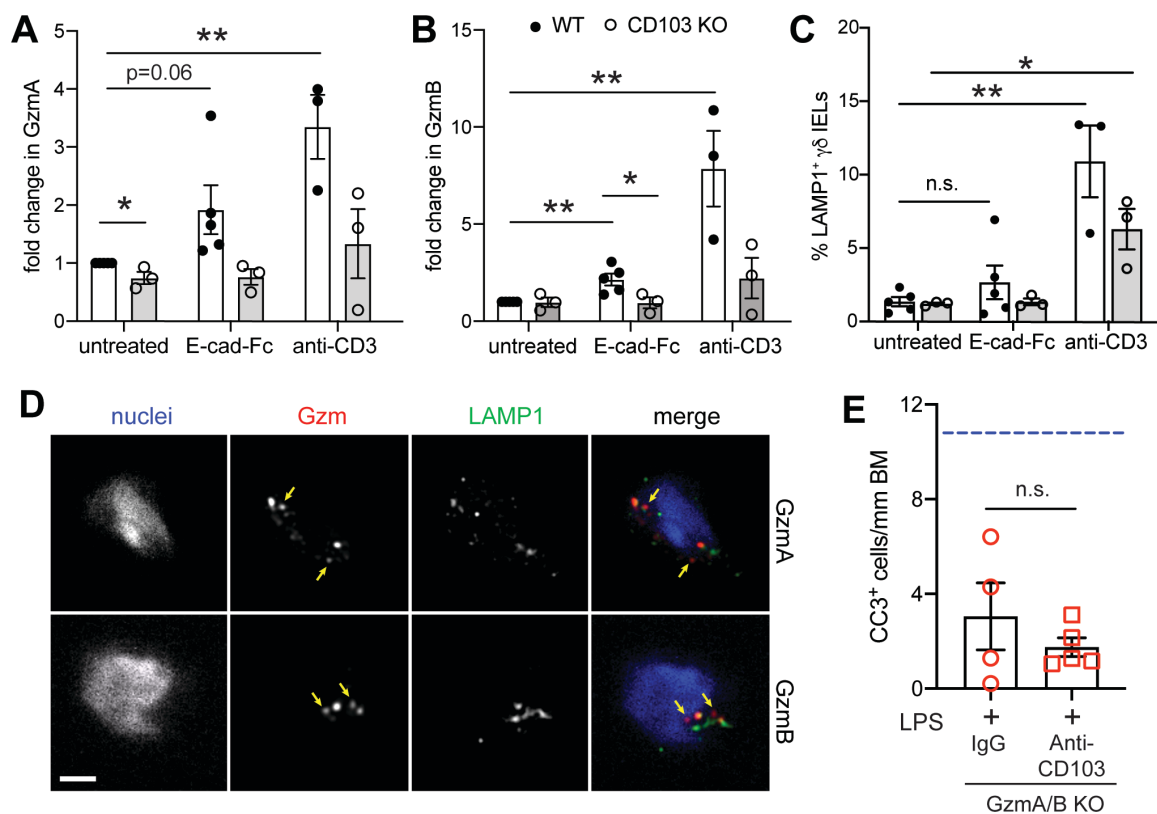 A
fold change in GzmA
5
4
3
2
1
0
**
p=0.06
*
untreated E-cad-Fc anti-CD3
B
● WT ○ CD103 KO
fold change in GzmB
15
10
5
0
**
**
*
untreated E-cad-Fc anti-CD3
C
% LAMP1⁺ γδ IELs
20
15
10
5
0
*
**
n.s.
untreated E-cad-Fc anti-CD3
D
nuclei Gzm LAMP1 merge
GzmA
GzmB
E
CC3⁺ cells/mm BM
12
8
4
0
n.s.
LPS + +
IgG Anti-
CD103
GzmA/B KO